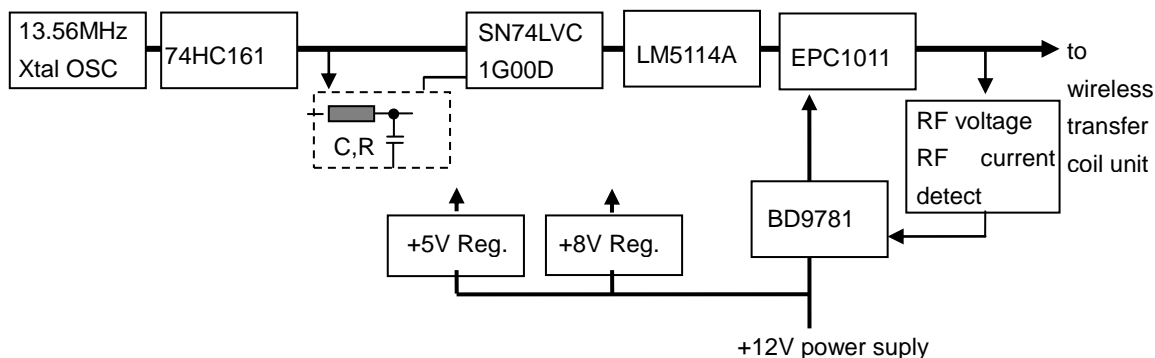 13.56MHz
Xtal OSC
74HC161
SN74LVC
1G00D
LM5114A
EPC1011
to
wireless
transfer
coil unit
C,R
RF voltage
RF current
detect
BD9781
+5V Reg.
+8V Reg.
+12V power suply